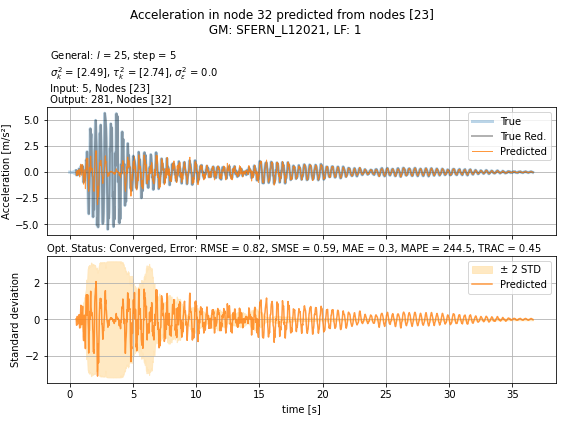 Acceleration in node 32 predicted from nodes [23]
GM: SFERN_L12021, LF: 1
General: l = 25, step = 5
σ²ₖ = [2.49], τ²ₖ = [2.74], σ²ε = 0.0
Input: 5, Nodes [23]
Output: 281, Nodes [32]
Acceleration [m/s²]
5.0
2.5
0.0
−2.5
−5.0
True
True Red.
Predicted
Opt. Status: Converged, Error: RMSE = 0.82, SMSE = 0.59, MAE = 0.3, MAPE = 244.5, TRAC = 0.45
Standard deviation
2
0
−2
± 2 STD
Predicted
0 5 10 15 20 25 30 35
time [s]